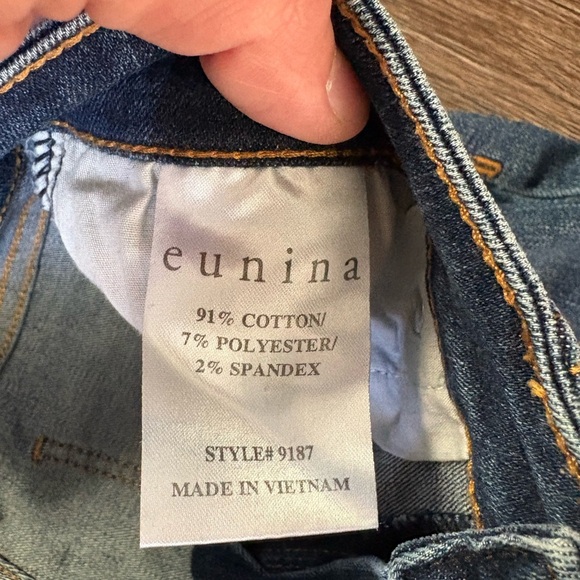 eunina
91% COTTON/
7% POLYESTER/
2% SPANDEX
STYLE# 9187
MADE IN VIETNAM